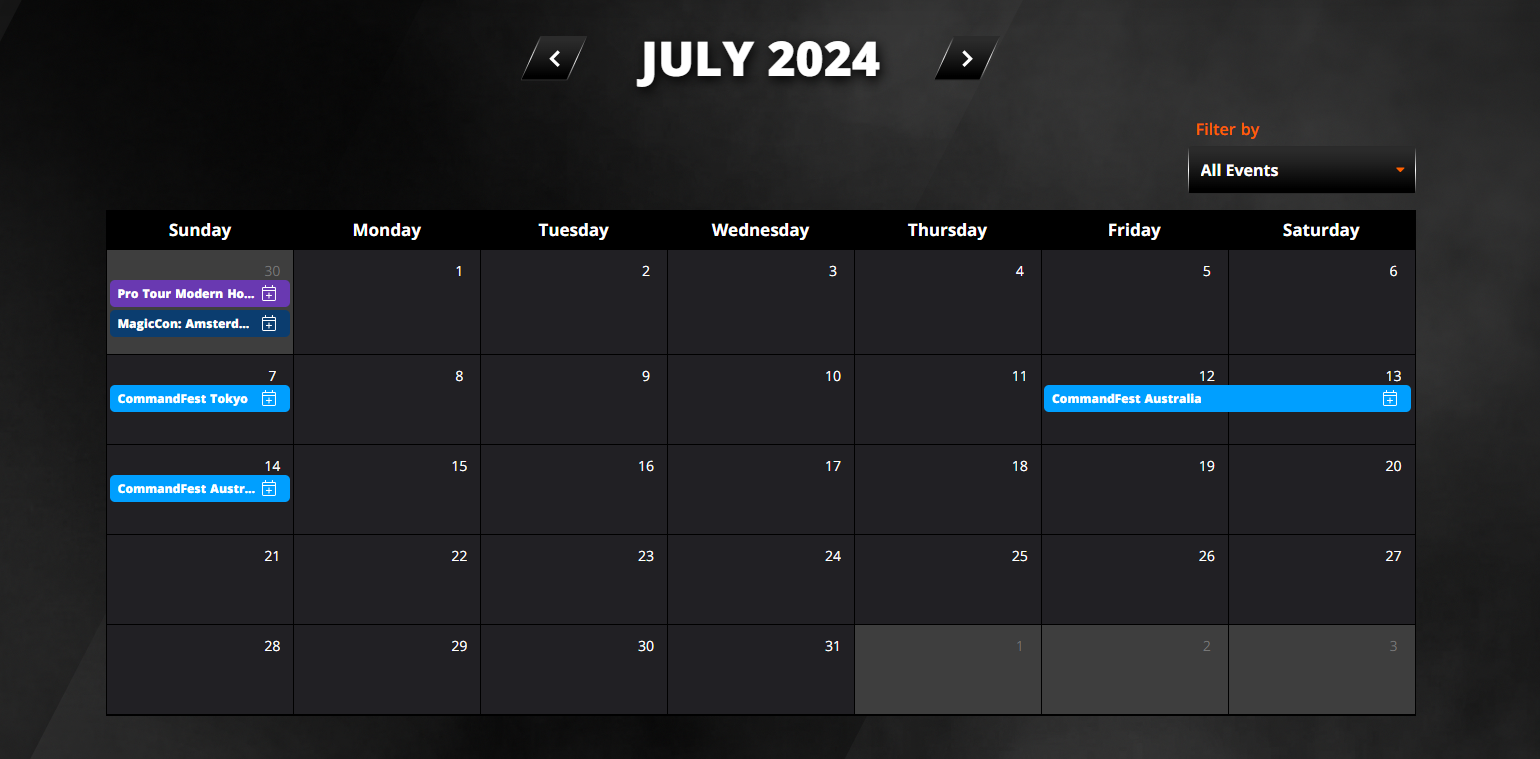 JULY 2024
Filter by
All Events
Sunday Monday Tuesday Wednesday Thursday Friday Saturday
30 1 2 3 4 5 6
Pro Tour Modern Ho...
MagicCon: Amsterd...
7 8 9 10 11 12 13
CommandFest Tokyo CommandFest Australia
14 15 16 17 18 19 20
CommandFest Austr...
21 22 23 24 25 26 27
28 29 30 31 1 2 3